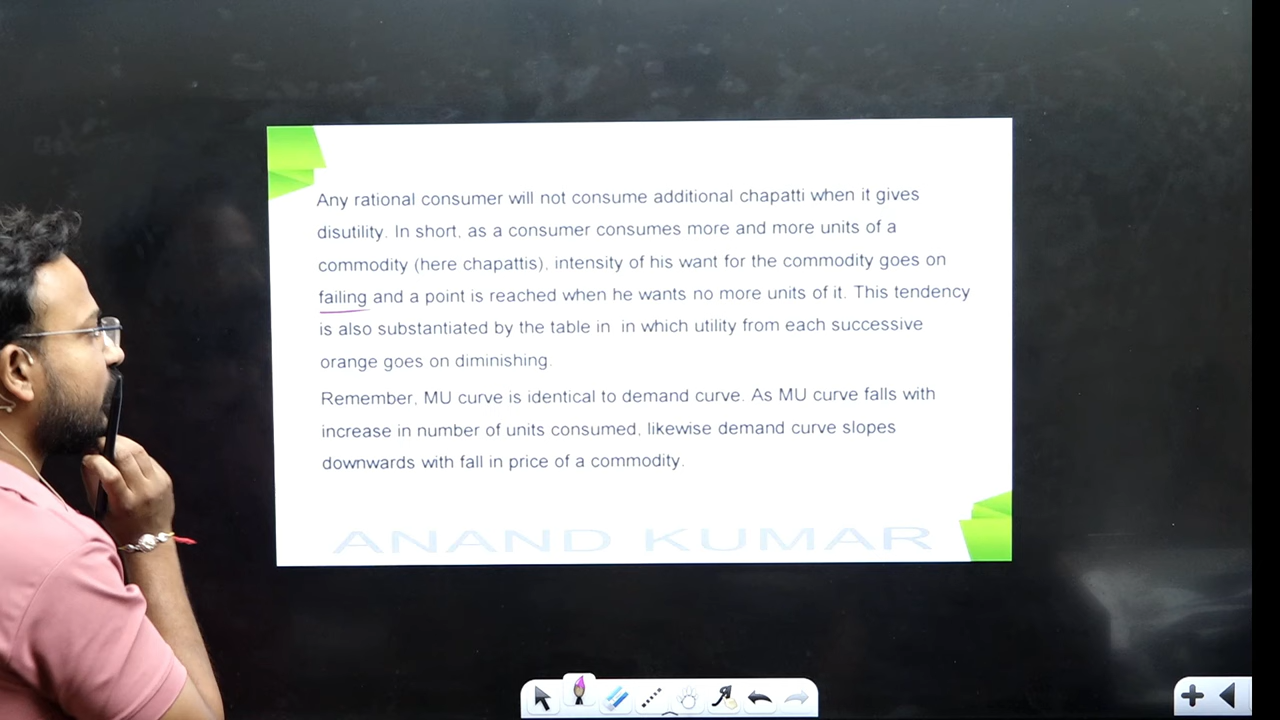 Any rational consumer will not consume additional chapatti when it gives
disutility. In short, as a consumer consumes more and more units of a
commodity (here chapattis), intensity of his want for the commodity goes on
failing and a point is reached when he wants no more units of it. This tendency
is also substantiated by the table in in which utility from each successive
orange goes on diminishing.
Remember, MU curve is identical to demand curve. As MU curve falls with
increase in number of units consumed, likewise demand curve slopes
downwards with fall in price of a commodity.
ANAND KUMAR